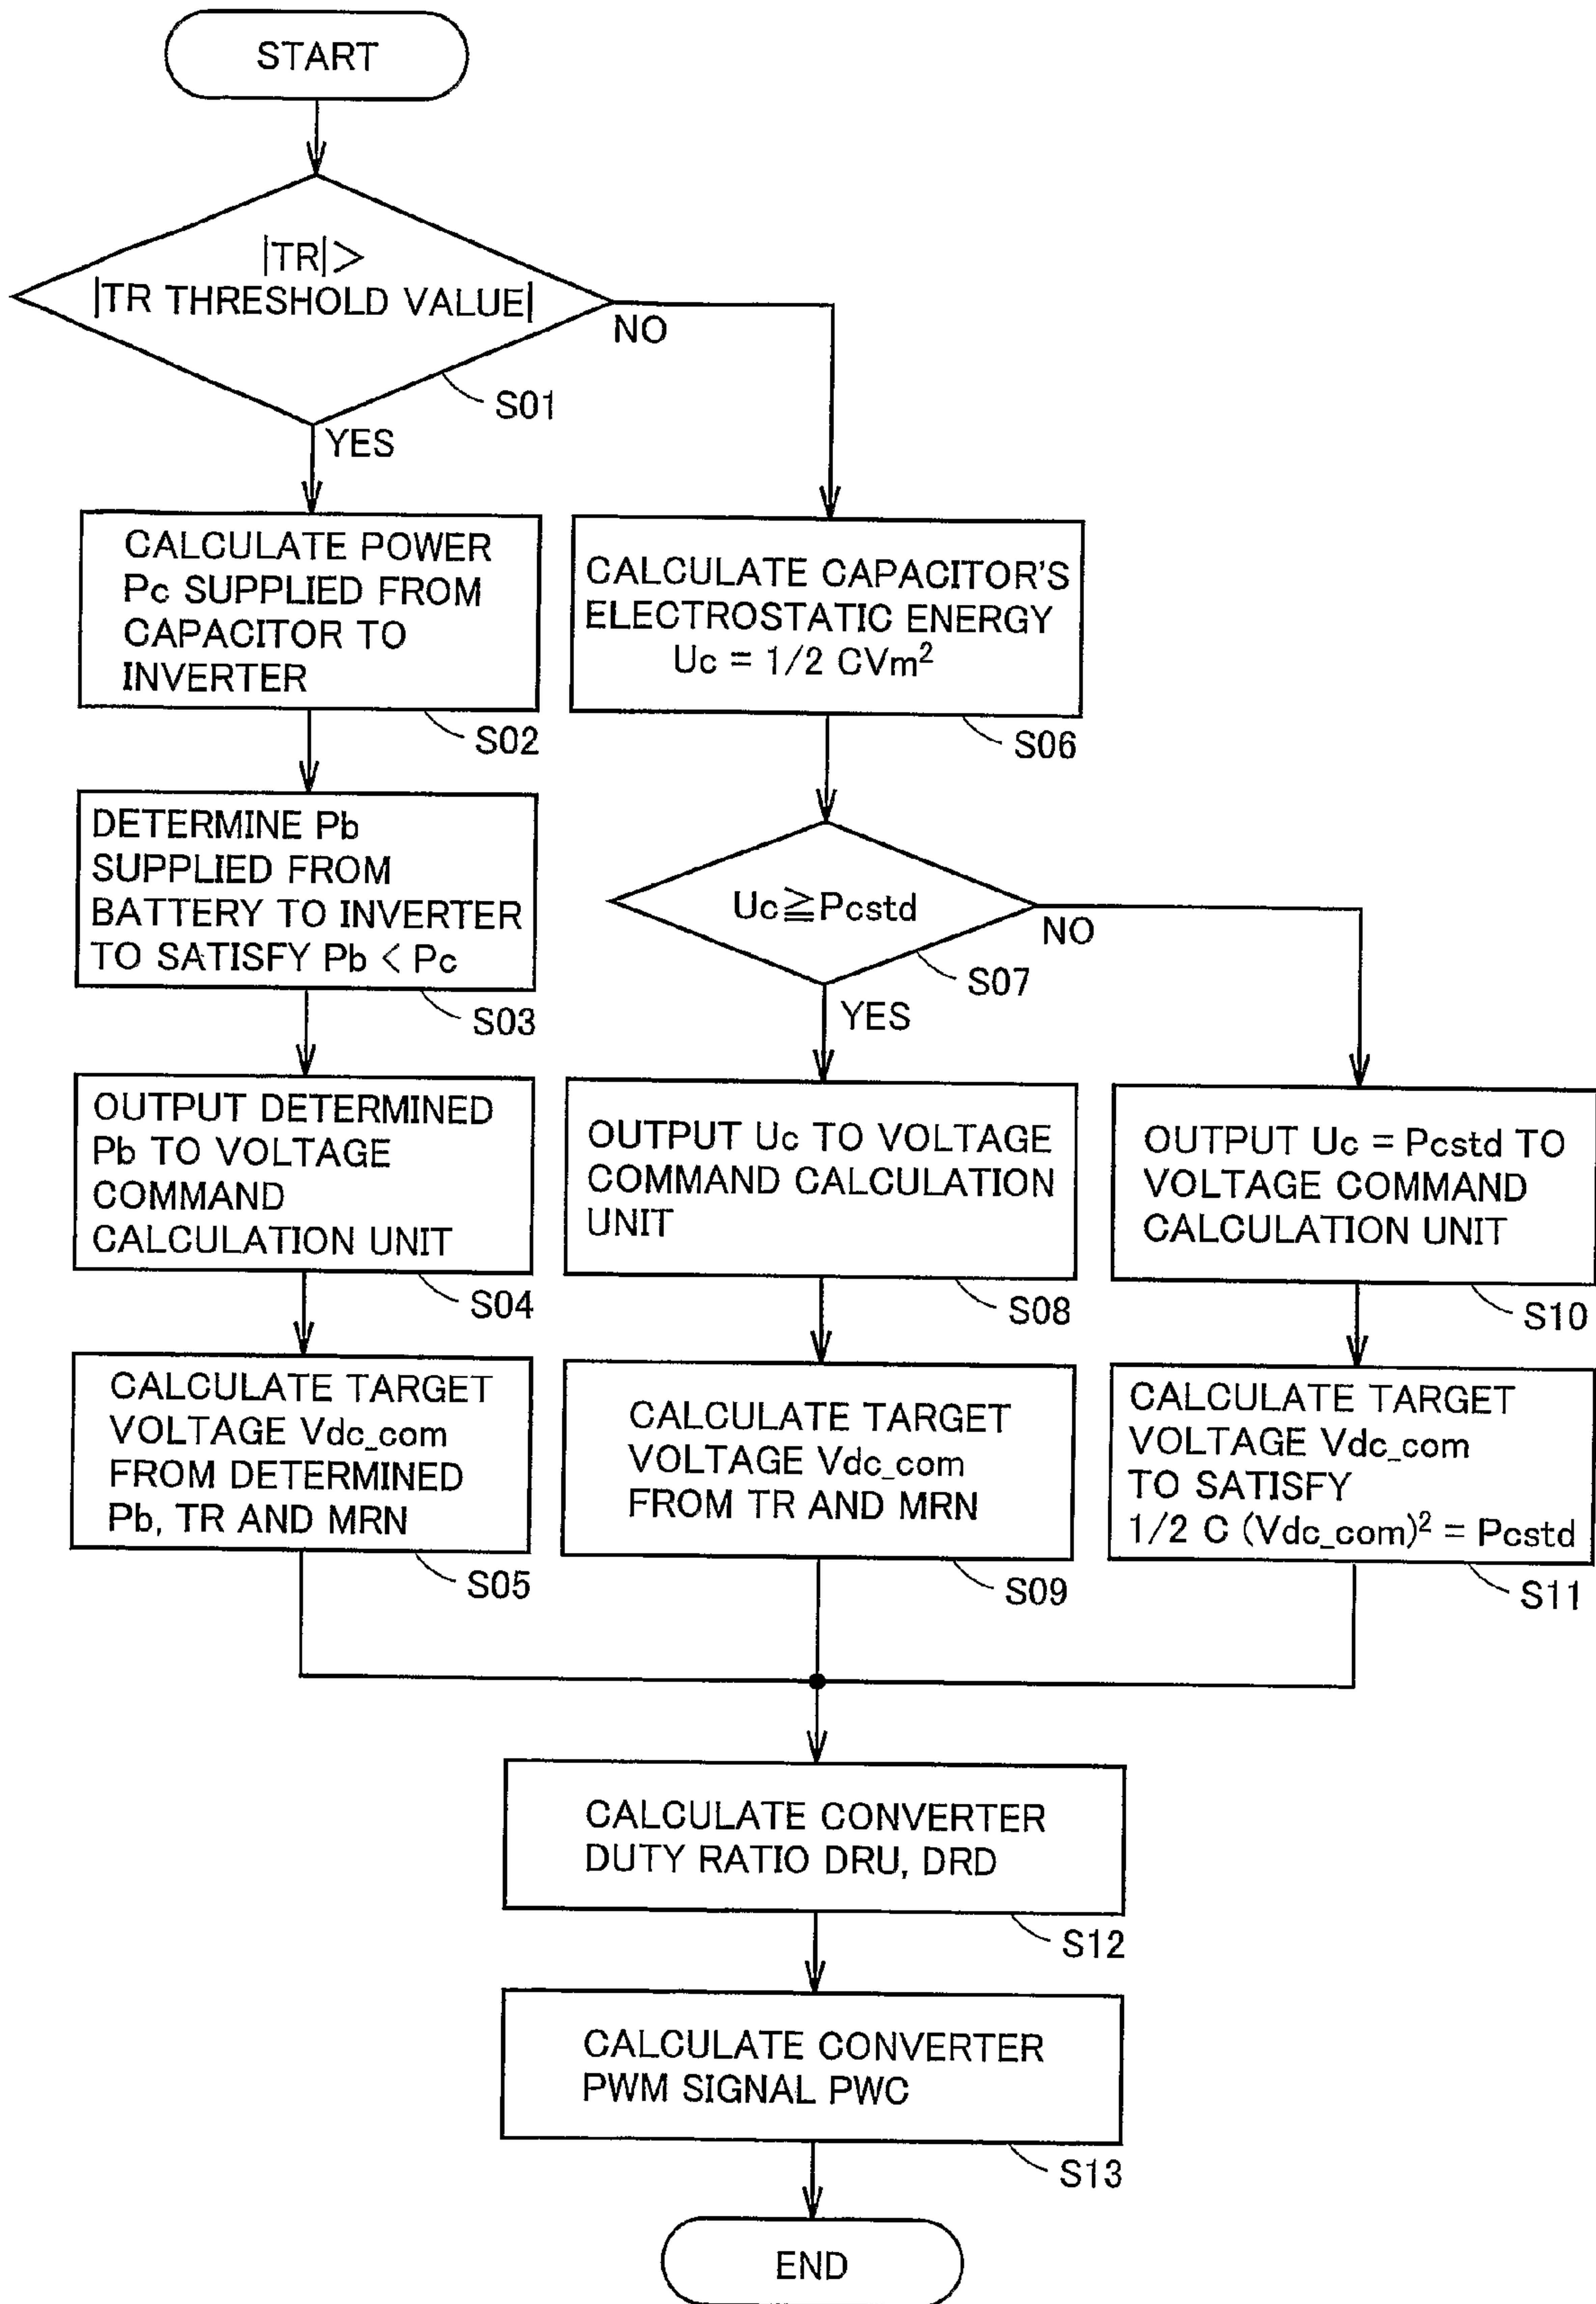 START
|TR|>
|TR THRESHOLD VALUE|
NO
S01
YES
CALCULATE POWER
Pc SUPPLIED FROM
CAPACITOR TO
INVERTER
S02
CALCULATE CAPACITOR'S
ELECTROSTATIC ENERGY
Uc = 1/2 CVm²
S06
DETERMINE Pb
SUPPLIED FROM
BATTERY TO INVERTER
TO SATISFY Pb < Pc
S03
Uc≧Pcstd
NO
S07
YES
OUTPUT DETERMINED
Pb TO VOLTAGE
COMMAND
CALCULATION UNIT
S04
OUTPUT Uc TO VOLTAGE
COMMAND CALCULATION
UNIT
S08
OUTPUT Uc = Pcstd TO
VOLTAGE COMMAND
CALCULATION UNIT
S10
CALCULATE TARGET
VOLTAGE Vdc_com
FROM DETERMINED
Pb, TR AND MRN
S05
CALCULATE TARGET
VOLTAGE Vdc_com
FROM TR AND MRN
S09
CALCULATE TARGET
VOLTAGE Vdc_com
TO SATISFY
1/2 C (Vdc_com)² = Pcstd
S11
CALCULATE CONVERTER
DUTY RATIO DRU, DRD
S12
CALCULATE CONVERTER
PWM SIGNAL PWC
S13
END